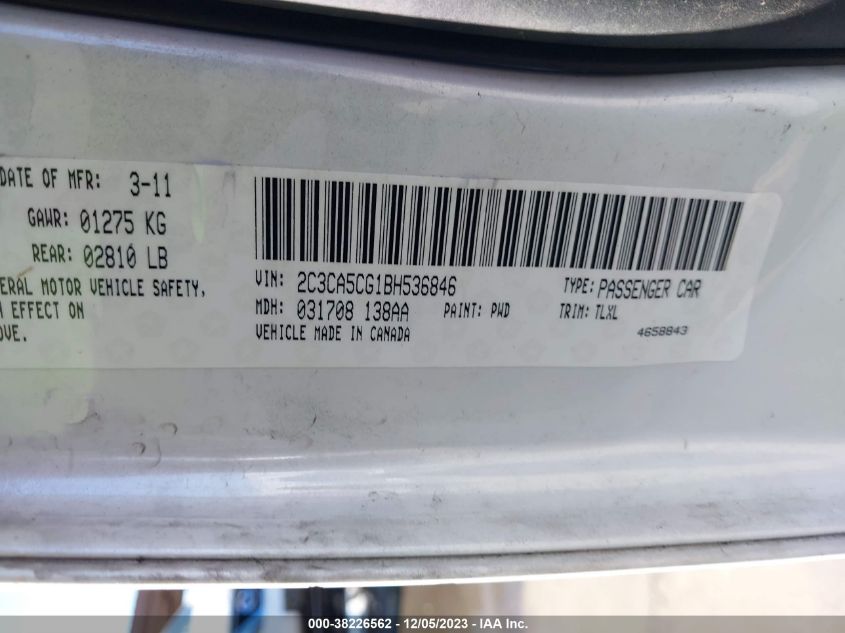 DATE OF MFR: 3-11
GAWR: 01275 KG
REAR: 02810 LB
ERAL MOTOR VEHICLE SAFETY,
EFFECT ON
OVE.
VIN: 2C3CA5CG1BH536846
TYPE: PASSENGER CAR
MDH: 031708 138AA PAINT: PWD TRIM: TLXL
VEHICLE MADE IN CANADA
4658843
000-38226562 - 12/05/2023 - IAA Inc.